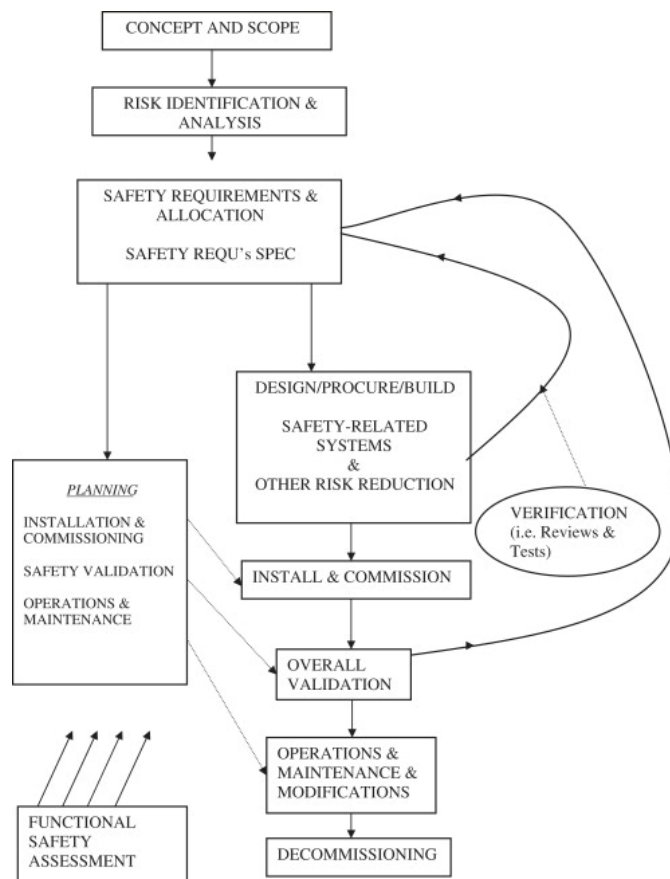 CONCEPT AND SCOPE
RISK IDENTIFICATION &
ANALYSIS
SAFETY REQUIREMENTS &
ALLOCATION
SAFETY REQU's SPEC
DESIGN/PROCURE/BUILD
SAFETY-RELATED
SYSTEMS
&
OTHER RISK REDUCTION
PLANNING
INSTALLATION &
COMMISSIONING
SAFETY VALIDATION
OPERATIONS &
MAINTENANCE
VERIFICATION
(i.e. Reviews &
Tests)
INSTALL & COMMISSION
OVERALL
VALIDATION
OPERATIONS &
MAINTENANCE &
MODIFICATIONS
FUNCTIONAL
SAFETY
ASSESSMENT
DECOMMISSIONING